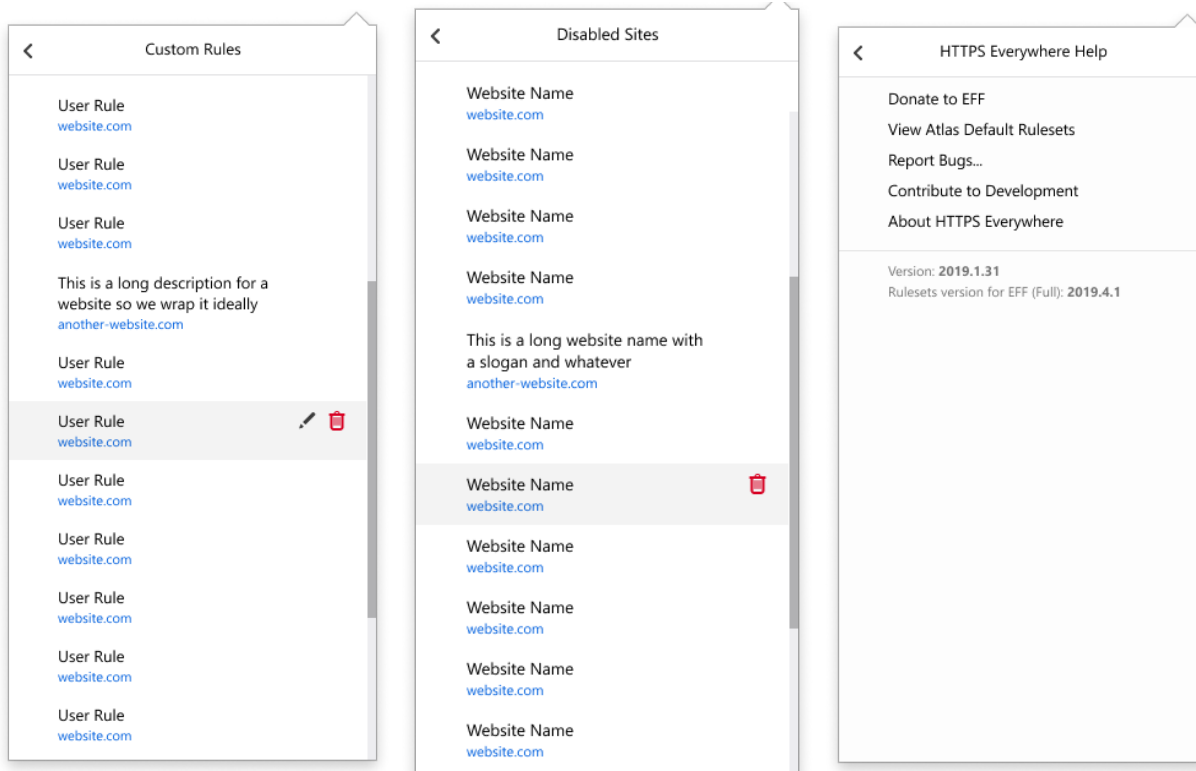 Custom Rules
User Rule
website.com
User Rule
website.com
User Rule
website.com
This is a long description for a
website so we wrap it ideally
another-website.com
User Rule
website.com
User Rule
website.com
User Rule
website.com
User Rule
website.com
User Rule
website.com
User Rule
website.com
User Rule
website.com
Disabled Sites
Website Name
website.com
Website Name
website.com
Website Name
website.com
Website Name
website.com
This is a long website name with
a slogan and whatever
another-website.com
Website Name
website.com
Website Name
website.com
Website Name
website.com
Website Name
website.com
Website Name
website.com
Website Name
website.com
HTTPS Everywhere Help
Donate to EFF
View Atlas Default Rulesets
Report Bugs...
Contribute to Development
About HTTPS Everywhere
Version: 2019.1.31
Rulesets version for EFF (Full): 2019.4.1